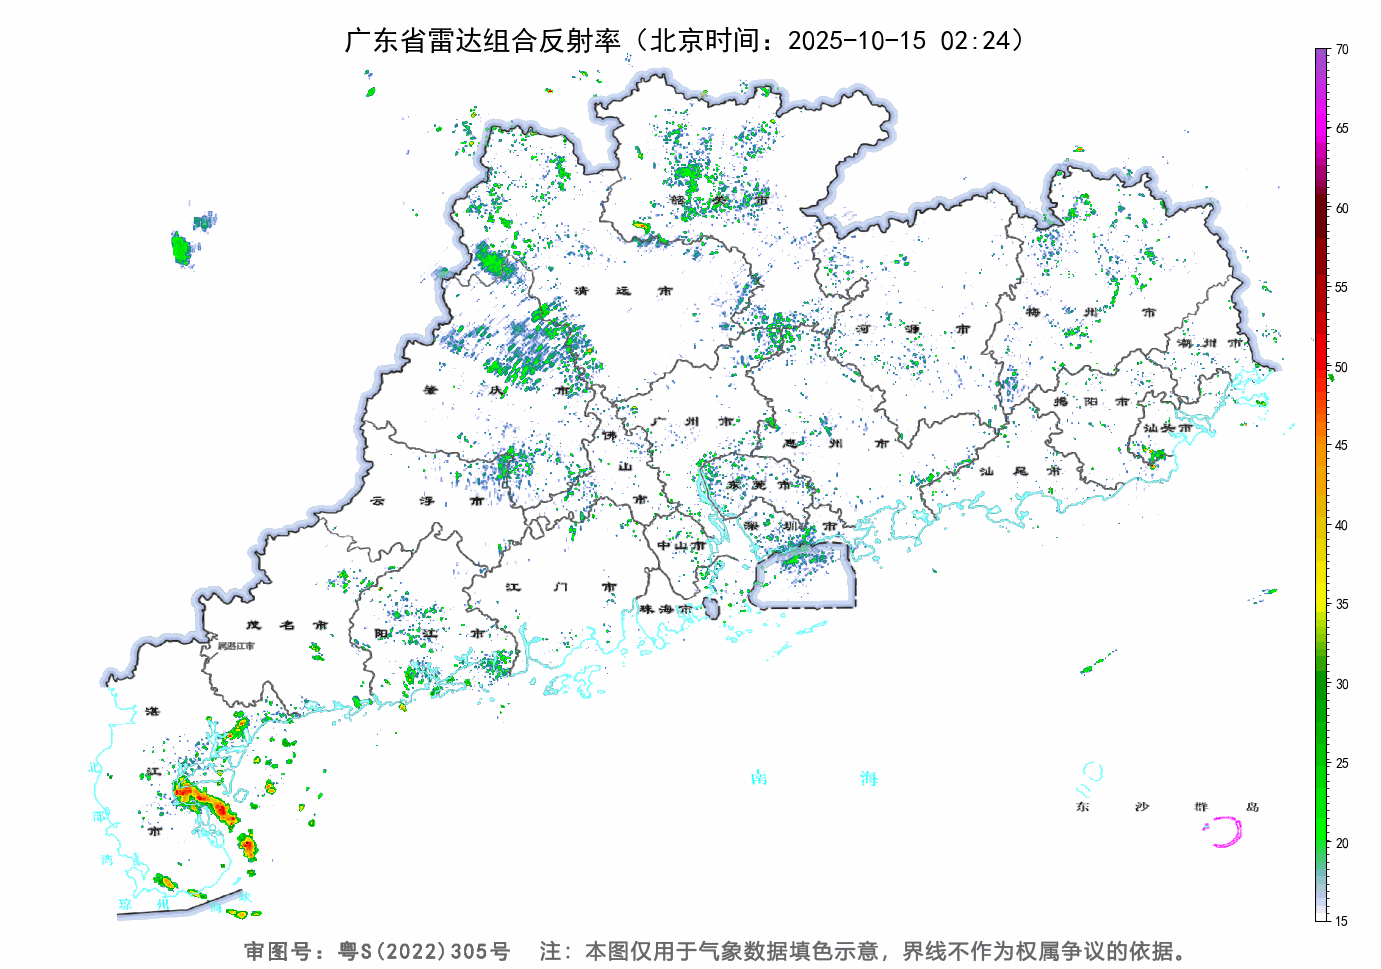 广东省雷达组合反射率（北京时间：2025-10-15 02:24）
70
65
60
55
50
45
40
35
30
25
20
15
韶关市
清远市
河源市
梅州市
潮州市
肇庆市
广州市
惠州市
揭阳市
汕头市
佛山市
东莞市
汕尾市
云浮市
深圳市
中山市
江门市
珠海市
茂名市
阳江市
属湛江市
湛江市
北部湾
琼州海峡
南海
东沙群岛
审图号：粤S(2022)305号 注：本图仅用于气象数据填色示意，界线不作为权属争议的依据。